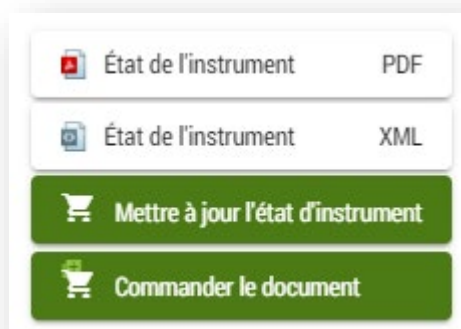 État de l'instrument PDF
État de l'instrument XML
Mettre à jour l'état d'instrument
Commander le document